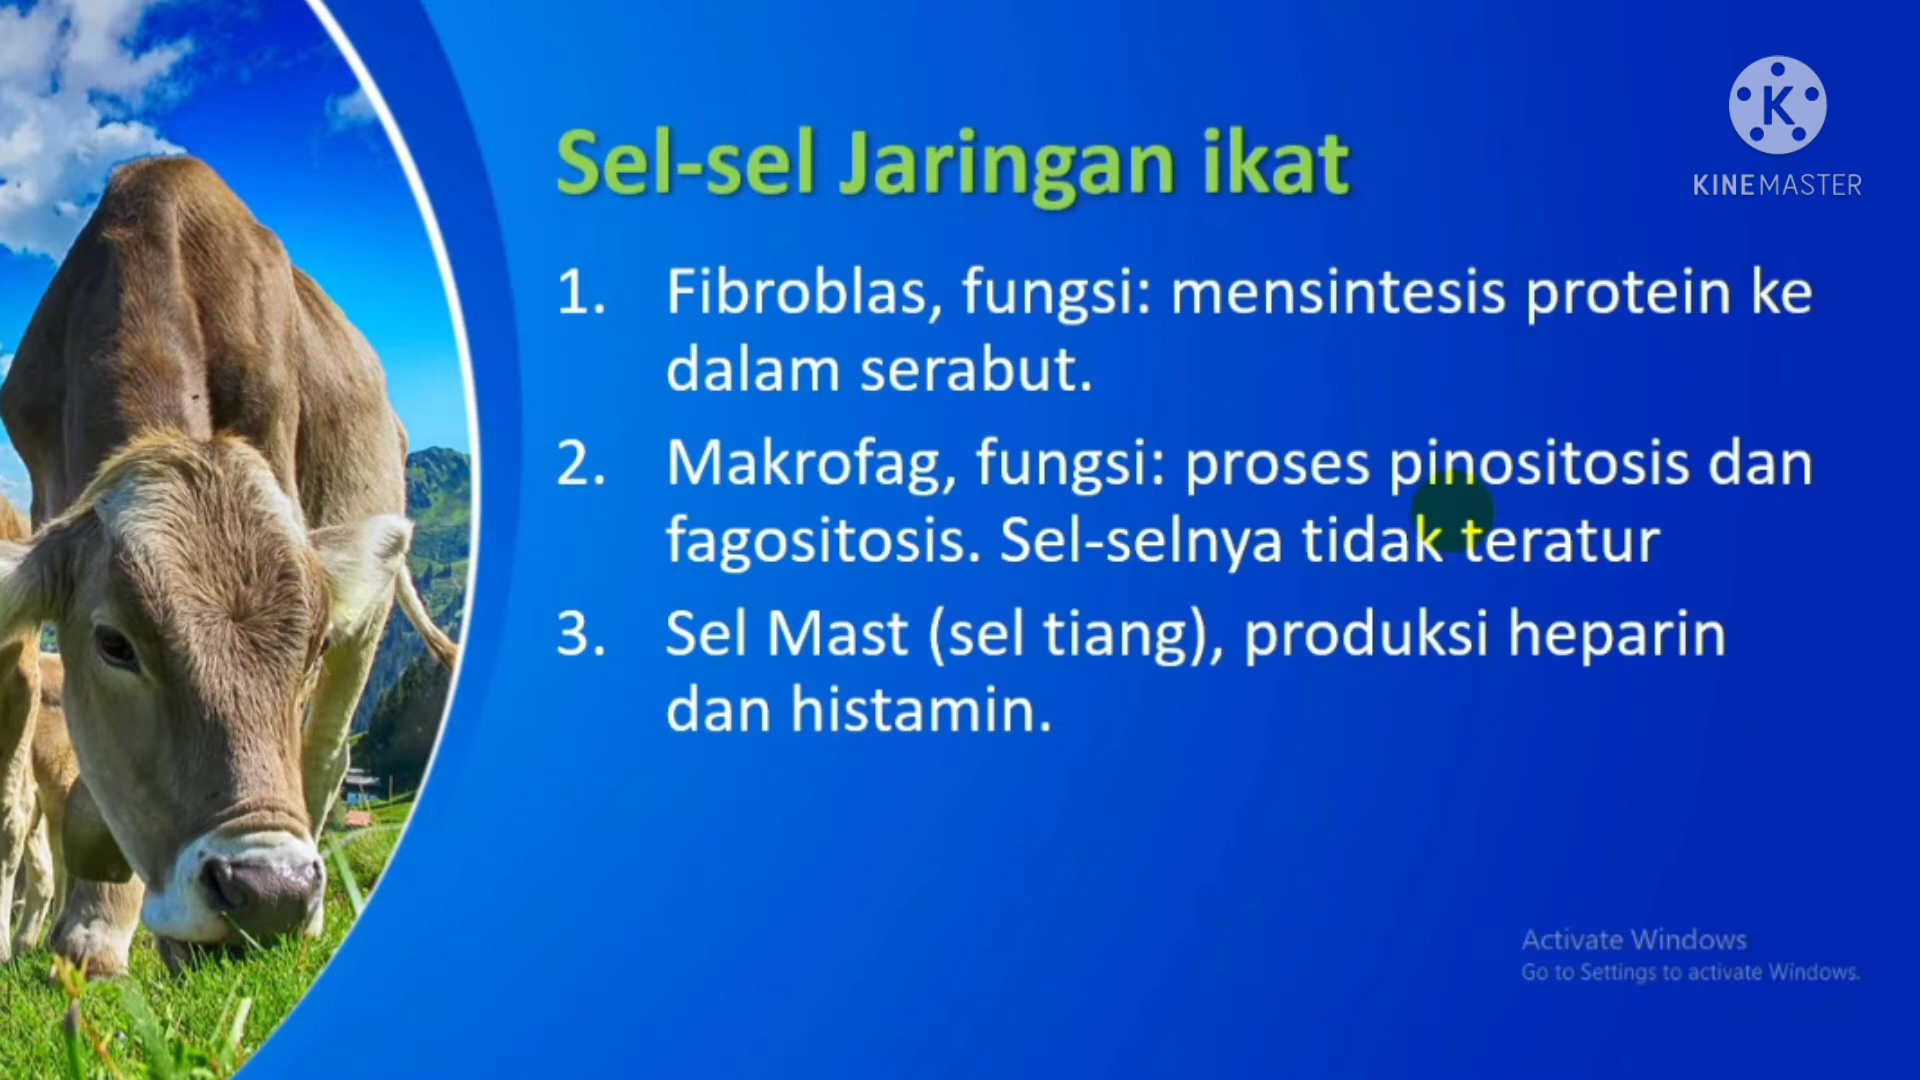 Sel-sel Jaringan ikat
1. Fibroblas, fungsi: mensintesis protein ke
dalam serabut.
2. Makrofag, fungsi: proses pinositosis dan
fagositosis. Sel-selnya tidak teratur
3. Sel Mast (sel tiang), produksi heparin
dan histamin.
K
KINEMASTER
Activate Windows
Go to Settings to activate Windows.